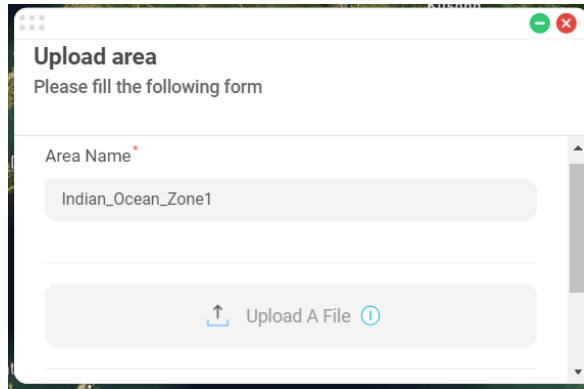 Upload area
Please fill the following form
Area Name*
Indian_Ocean_Zone1
Upload A File